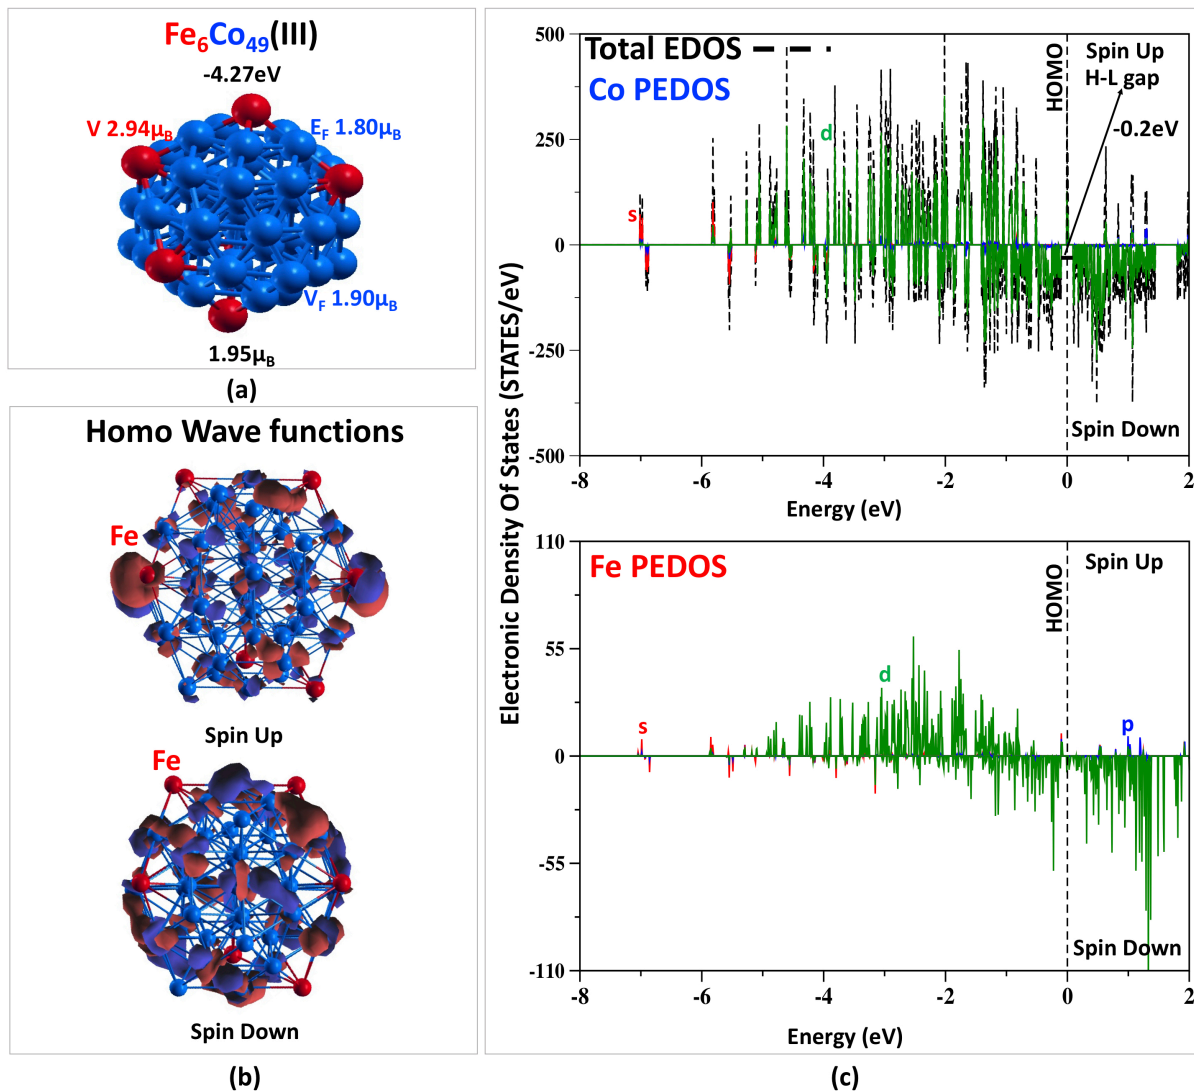 Fe6Co49(III)
-4.27eV
V 2.94μB
EF 1.80μB
VF 1.90μB
1.95μB
(a)
Homo Wave functions
Fe
Spin Up
Fe
Spin Down
(b)
Electronic Density Of States (STATES/eV)
Total EDOS
Co PEDOS
HOMO
Spin Up
H-L gap
-0.2eV
d
s
Spin Down
500
250
0
-250
-500
-8
-6
-4
-2
0
2
Energy (eV)
Fe PEDOS
HOMO
Spin Up
d
s
p
Spin Down
110
55
0
-55
-110
-8
-6
-4
-2
0
2
Energy (eV)
(c)